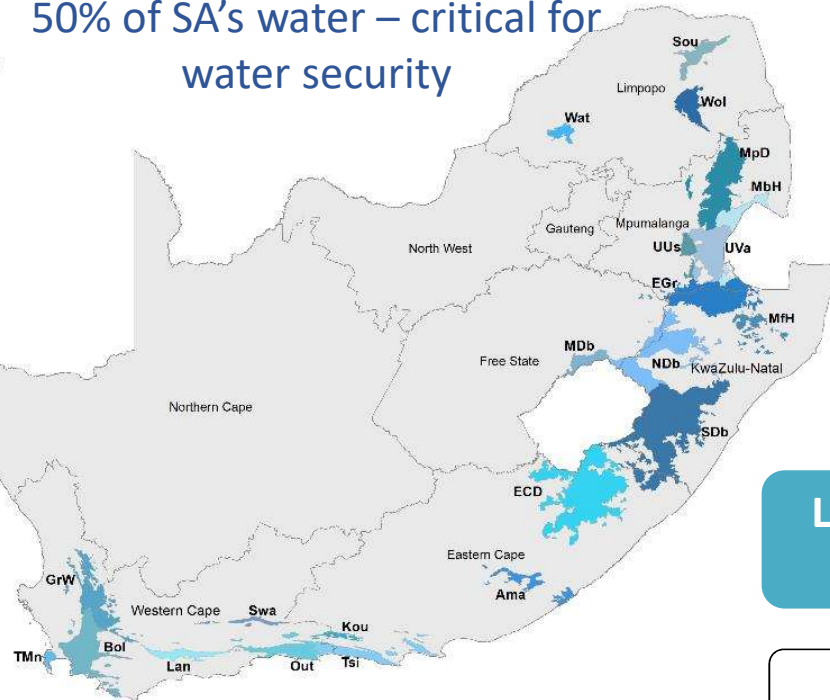 50% of SA's water – critical for
water security
Sou
Limpopo
Wol
Wat
MpD
MbH
Mpumalanga
Gauteng
North West
UUs
UVa
EGr
MfH
MDb
Free State
NDb
KwaZulu-Natal
Northern Cape
SDb
ECD
L
Eastern Cape
GrW
Ama
Western Cape
Swa
Kou
Bol
TMn
Lan
Out
Tsi